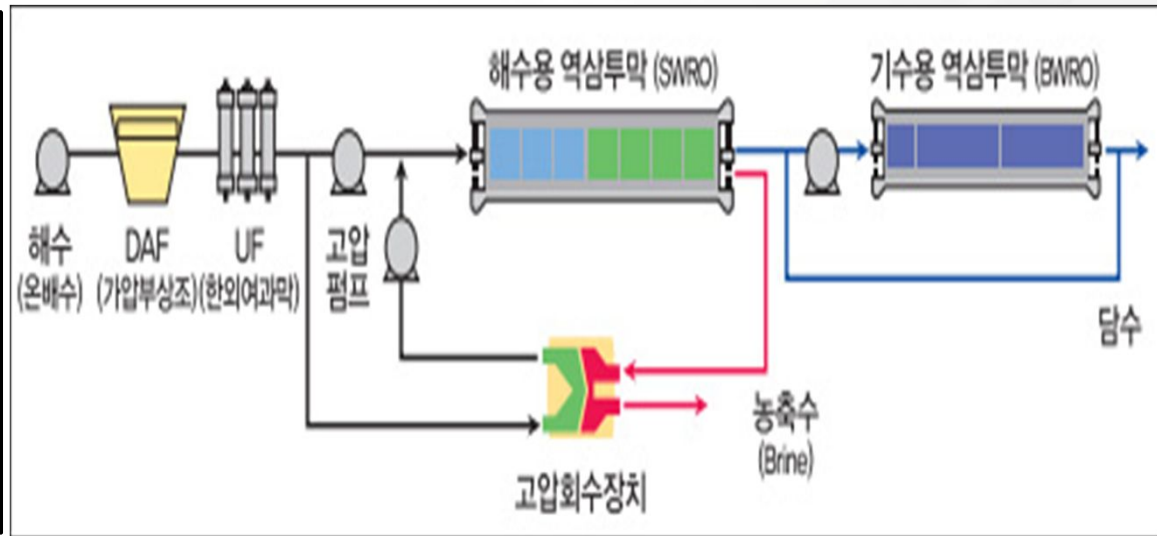 해수용 역삼투막 (SWRO)
기수용 역삼투막 (BWRO)
해수
(온배수)
DAF
(가압부상조)
UF
(한외여과막)
고압
펌프
담수
농축수
(Brine)
고압회수장치